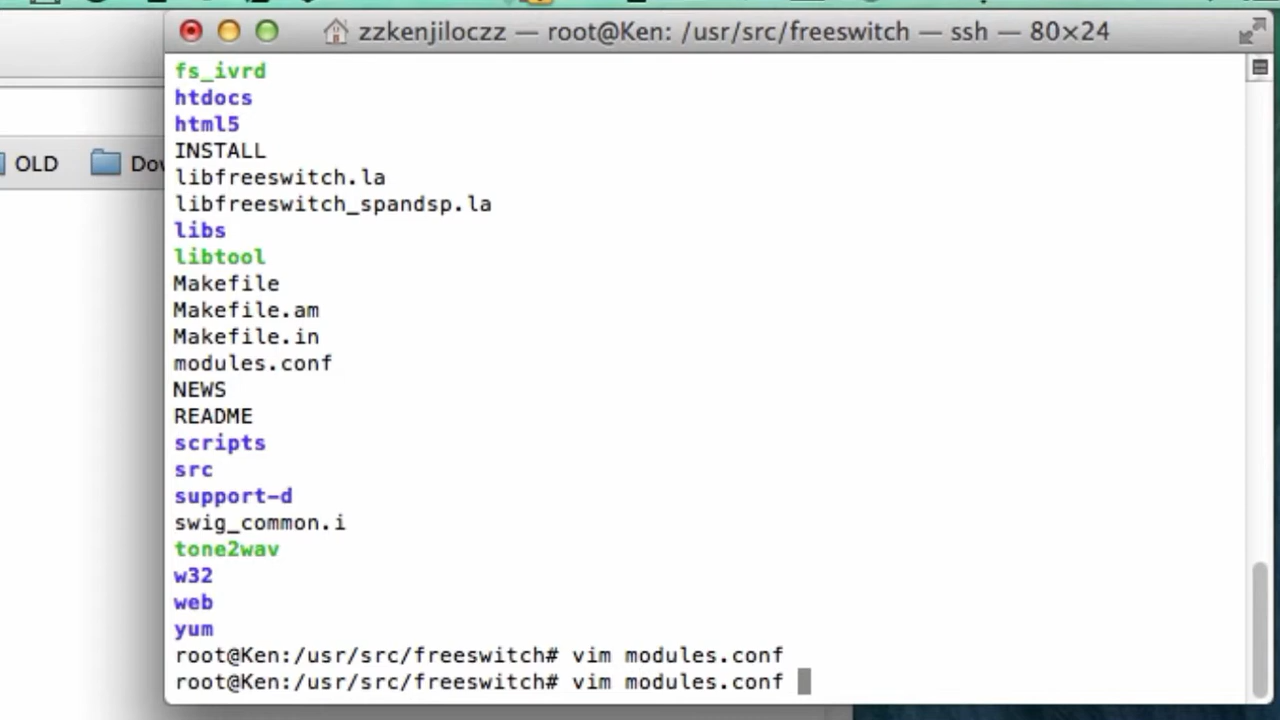 zzkenjiloczz — root@Ken: /usr/src/freeswitch — ssh — 80×24
OLD
fs_ivrd
htdocs
html5
INSTALL
libfreeswitch.la
libfreeswitch_spandsp.la
libs
libtool
Makefile
Makefile.am
Makefile.in
modules.conf
NEWS
README
scripts
src
support-d
swig_common.i
tone2wav
w32
web
yum
root@Ken:/usr/src/freeswitch# vim modules.conf
root@Ken:/usr/src/freeswitch# vim modules.conf